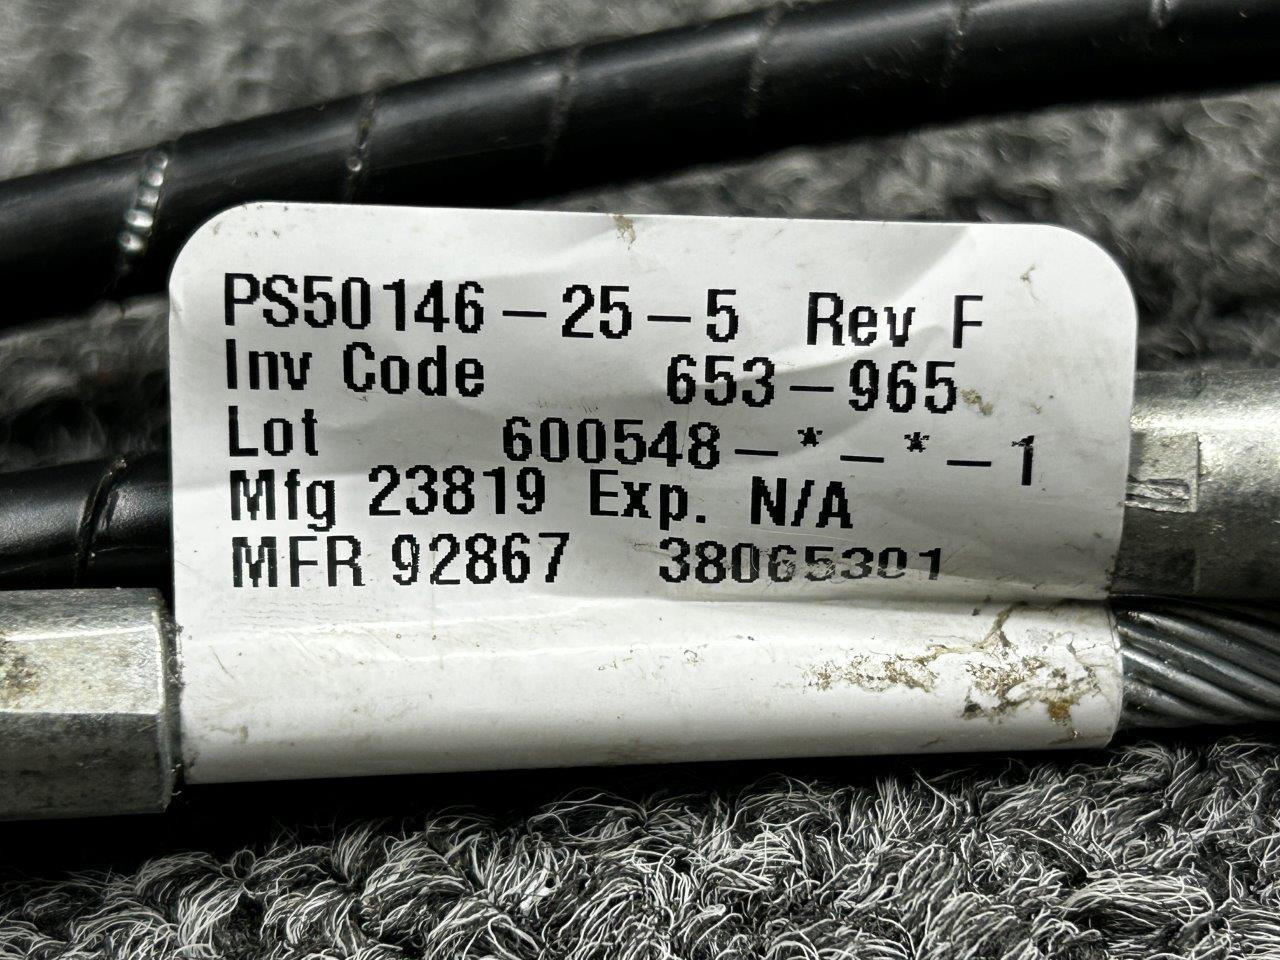 PS50146-25-5 Rev F
Inv Code 653-965
Lot 600548-*-*-1
Mfg 23819 Exp. N/A
MFR 92867 38065301